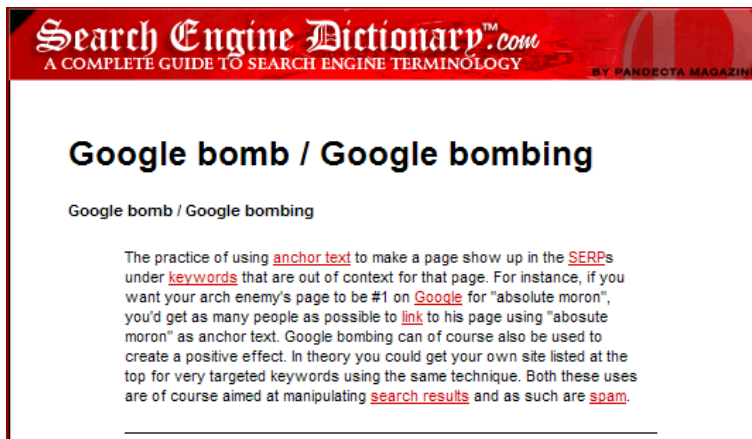 Search Engine Dictionary™.com
A COMPLETE GUIDE TO SEARCH ENGINE TERMINOLOGY
BY PANDECTA MAGAZINE
Google bomb / Google bombing
Google bomb / Google bombing
The practice of using anchor text to make a page show up in the SERPs
under keywords that are out of context for that page. For instance, if you
want your arch enemy's page to be #1 on Google for "absolute moron",
you'd get as many people as possible to link to his page using "abosute
moron" as anchor text. Google bombing can of course also be used to
create a positive effect. In theory you could get your own site listed at the
top for very targeted keywords using the same technique. Both these uses
are of course aimed at manipulating search results and as such are spam.